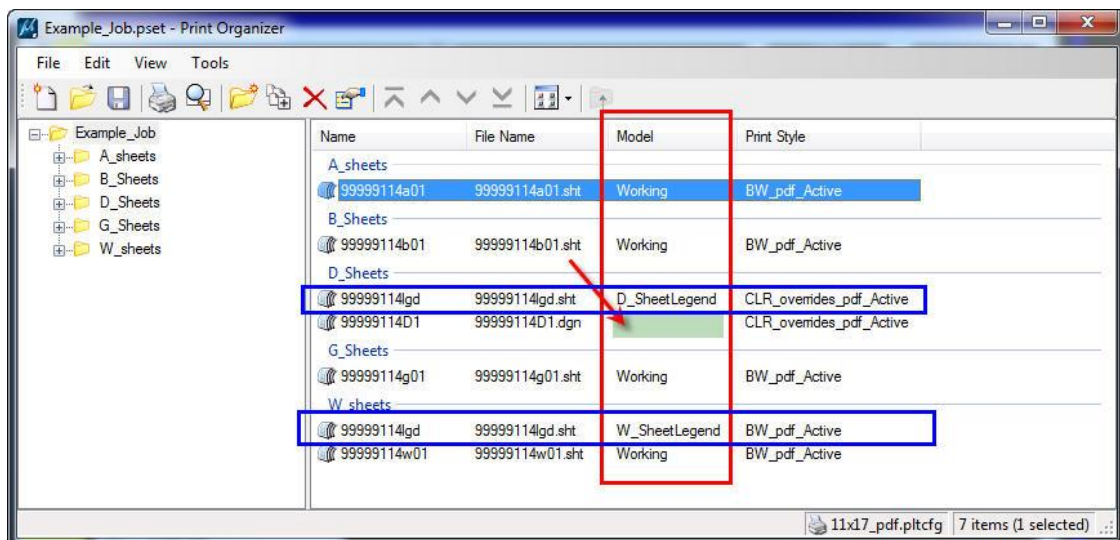 Example_Job.pset - Print Organizer
File Edit View Tools
Example_Job
A_sheets
B_Sheets
D_Sheets
G_Sheets
W_sheets
Name File Name Model Print Style
A_sheets
99999114a01 99999114a01.sht Working BW_pdf_Active
B_Sheets
99999114b01 99999114b01.sht Working BW_pdf_Active
D_Sheets
99999114lgd 99999114lgd.sht D_SheetLegend CLR_overrides_pdf_Active
99999114D1 99999114D1.dgn CLR_overrides_pdf_Active
G_Sheets
99999114g01 99999114g01.sht Working BW_pdf_Active
W_sheets
99999114lgd 99999114lgd.sht W_SheetLegend BW_pdf_Active
99999114w01 99999114w01.sht Working BW_pdf_Active
11x17_pdf.pltcfg 7 items (1 selected)